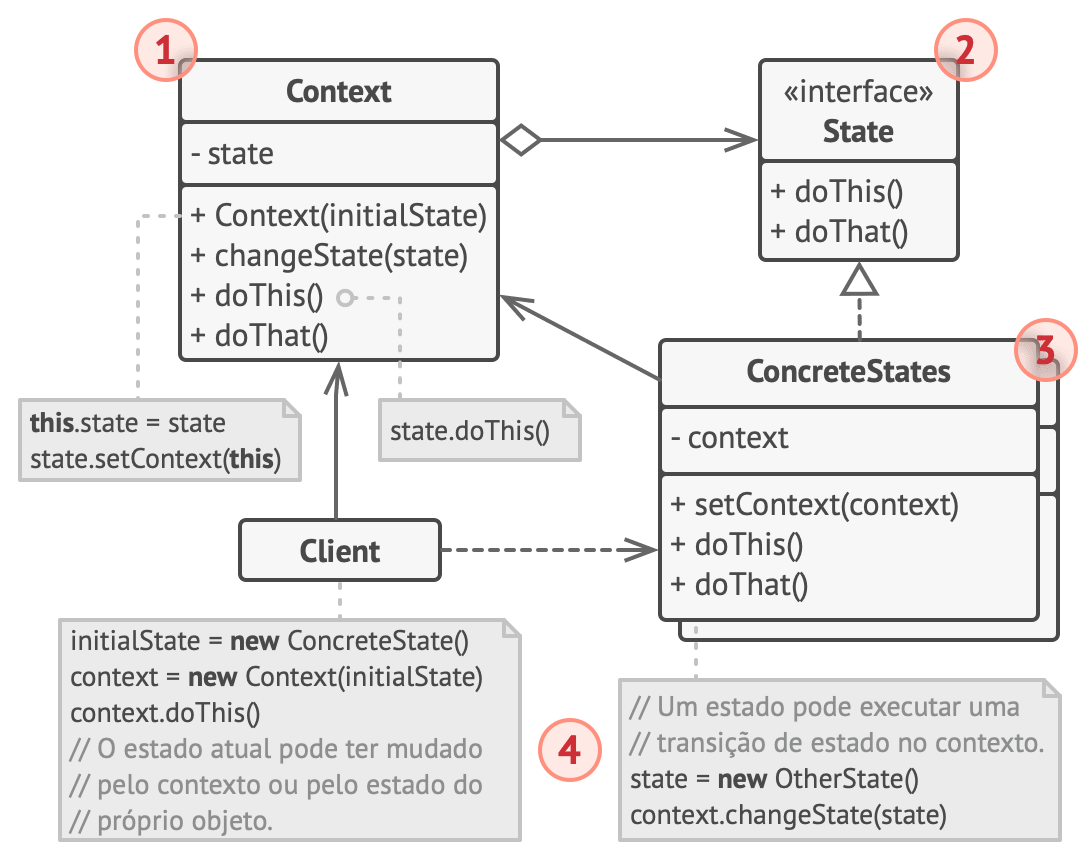 1
Context
- state
+ Context(initialState)
+ changeState(state)
+ doThis()
+ doThat()
2
«interface»
State
+ doThis()
+ doThat()
this.state = state
state.setContext(this)
state.doThis()
3
ConcreteStates
- context
+ setContext(context)
+ doThis()
+ doThat()
Client
initialState = new ConcreteState()
context = new Context(initialState)
context.doThis()
// O estado atual pode ter mudado
// pelo contexto ou pelo estado do
// próprio objeto.
4
// Um estado pode executar uma
// transição de estado no contexto.
state = new OtherState()
context.changeState(state)